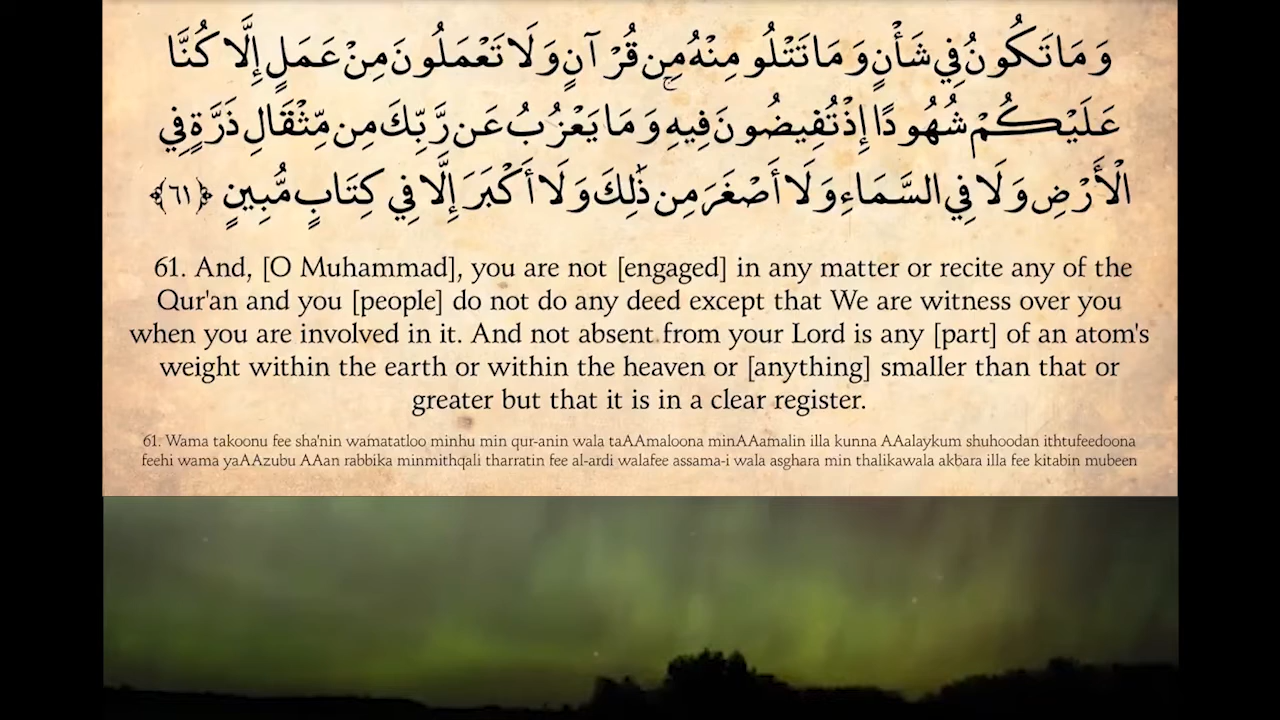 وَمَا تَكُونُ فِي شَأْنٍ وَمَا تَتْلُو مِنْهُ مِن قُرْآنٍ وَلَا تَعْمَلُونَ مِنْ عَمَلٍ إِلَّا كُنَّا
عَلَيْكُمْ شُهُودًا إِذْ تُفِيضُونَ فِيهِ ۚ وَمَا يَعْزُبُ عَن رَّبِّكَ مِن مِّثْقَالِ ذَرَّةٍ فِي
الْأَرْضِ وَلَا فِي السَّمَاءِ وَلَا أَصْغَرَ مِن ذَٰلِكَ وَلَا أَكْبَرَ إِلَّا فِي كِتَابٍ مُّبِينٍ ﴿٦١﴾
61. And, [O Muhammad], you are not [engaged] in any matter or recite any of the
Qur'an and you [people] do not do any deed except that We are witness over you
when you are involved in it. And not absent from your Lord is any [part] of an atom's
weight within the earth or within the heaven or [anything] smaller than that or
greater but that it is in a clear register.
61. Wama takoonu fee sha'nin wamatatloo minhu min qur-anin wala taAAmaloona minAAamalin illa kunna AAalaykum shuhoodan ithtufeedoona
feehi wama yaAAzubu AAan rabbika minmithqali tharratin fee al-ardi walafee assama-i wala asghara min thalikawala akbara illa fee kitabin mubeen